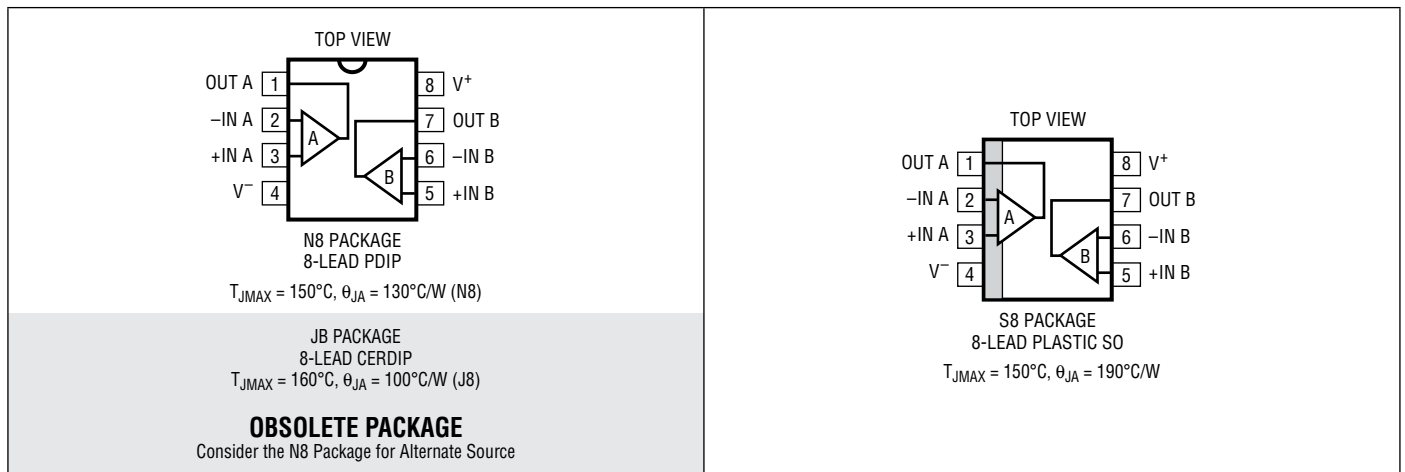 TOP VIEW
OUT A 1
–IN A 2
+IN A 3
V– 4
8 V+
7 OUT B
6 –IN B
5 +IN B
A
B
N8 PACKAGE
8-LEAD PDIP
TJMAX = 150°C, θJA = 130°C/W (N8)
JB PACKAGE
8-LEAD CERDIP
TJMAX = 160°C, θJA = 100°C/W (J8)
OBSOLETE PACKAGE
Consider the N8 Package for Alternate Source
TOP VIEW
OUT A 1
–IN A 2
+IN A 3
V– 4
8 V+
7 OUT B
6 –IN B
5 +IN B
A
B
S8 PACKAGE
8-LEAD PLASTIC SO
TJMAX = 150°C, θJA = 190°C/W